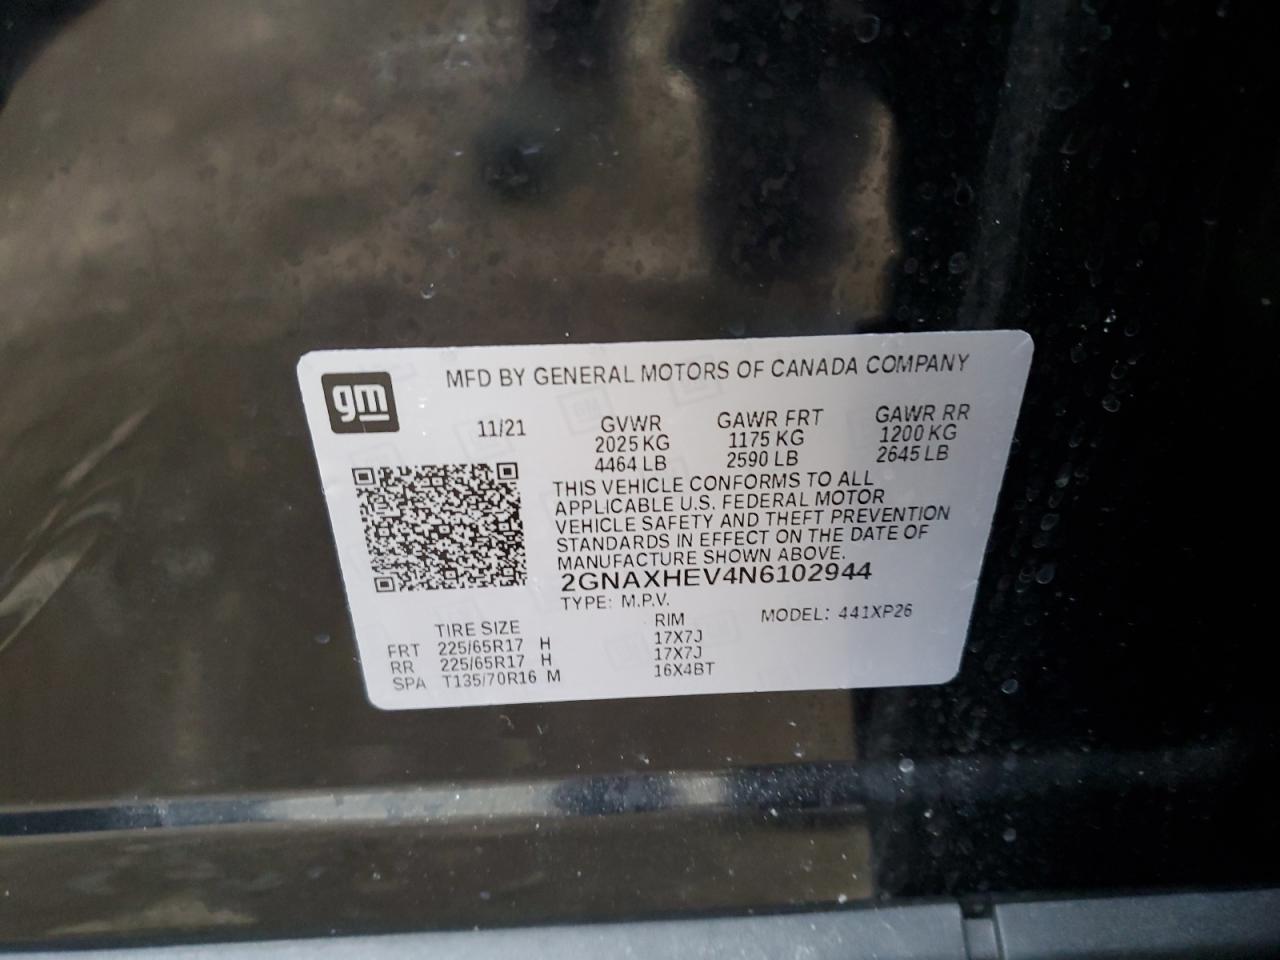 MFD BY GENERAL MOTORS OF CANADA COMPANY
gm
11/21 GVWR GAWR FRT GAWR RR
2025 KG 1175 KG 1200 KG
4464 LB 2590 LB 2645 LB
THIS VEHICLE CONFORMS TO ALL
APPLICABLE U.S. FEDERAL MOTOR
VEHICLE SAFETY AND THEFT PREVENTION
STANDARDS IN EFFECT ON THE DATE OF
MANUFACTURE SHOWN ABOVE.
2GNAXHEV4N6102944
TYPE: M.P.V. MODEL: 441XP26
TIRE SIZE RIM
FRT 225/65R17 H 17X7J
RR 225/65R17 H 17X7J
SPA T135/70R16 M 16X4BT